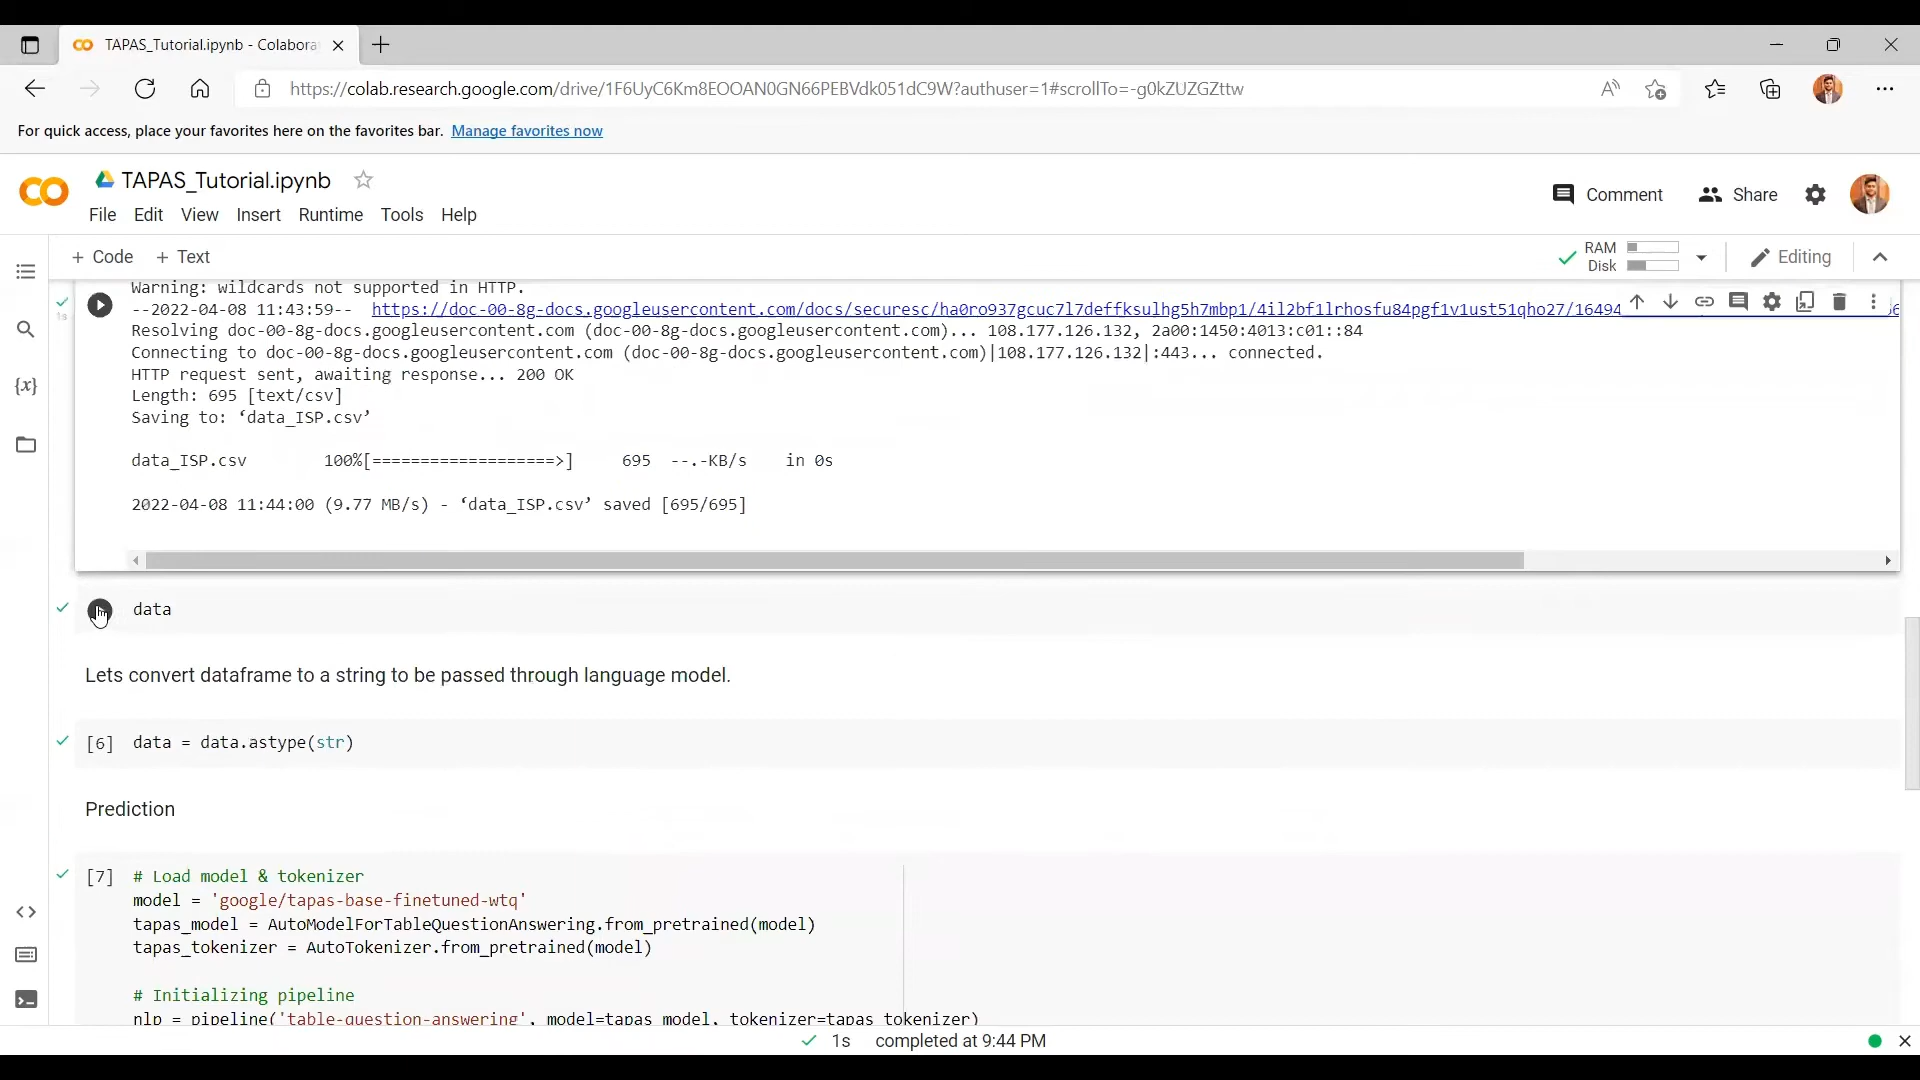 TAPAS_Tutorial.ipynb - Colabora
https://colab.research.google.com/drive/1F6UyC6Km8EOOAN0GN66PEBVdk051dC9W?authuser=1#scrollTo=-g0kZUZGZttw
For quick access, place your favorites here on the favorites bar. Manage favorites now
TAPAS_Tutorial.ipynb
Comment Share
File Edit View Insert Runtime Tools Help
+ Code + Text
RAM
Disk
Editing
Warning: wildcards not supported in HTTP.
--2022-04-08 11:43:59-- https://doc-00-8g-docs.googleusercontent.com/docs/securesc/ha0ro937gcuc7l7deffksulhg5h7mbp1/4il2bf1lrhosfu84pgf1v1ust51qho27/16494
1s
Resolving doc-00-8g-docs.googleusercontent.com (doc-00-8g-docs.googleusercontent.com)... 108.177.126.132, 2a00:1450:4013:c01::84
Connecting to doc-00-8g-docs.googleusercontent.com (doc-00-8g-docs.googleusercontent.com)|108.177.126.132|:443... connected.
HTTP request sent, awaiting response... 200 OK
Length: 695 [text/csv]
Saving to: ‘data_ISP.csv’
data_ISP.csv 100%[===================>] 695 --.-KB/s in 0s
2022-04-08 11:44:00 (9.77 MB/s) - ‘data_ISP.csv’ saved [695/695]
data
Lets convert dataframe to a string to be passed through language model.
[6] data = data.astype(str)
Prediction
[7] # Load model & tokenizer
model = 'google/tapas-base-finetuned-wtq'
tapas_model = AutoModelForTableQuestionAnswering.from_pretrained(model)
tapas_tokenizer = AutoTokenizer.from_pretrained(model)
# Initializing pipeline
nlp = pipeline('table-question-answering', model=tapas_model, tokenizer=tapas_tokenizer)
1s completed at 9:44 PM